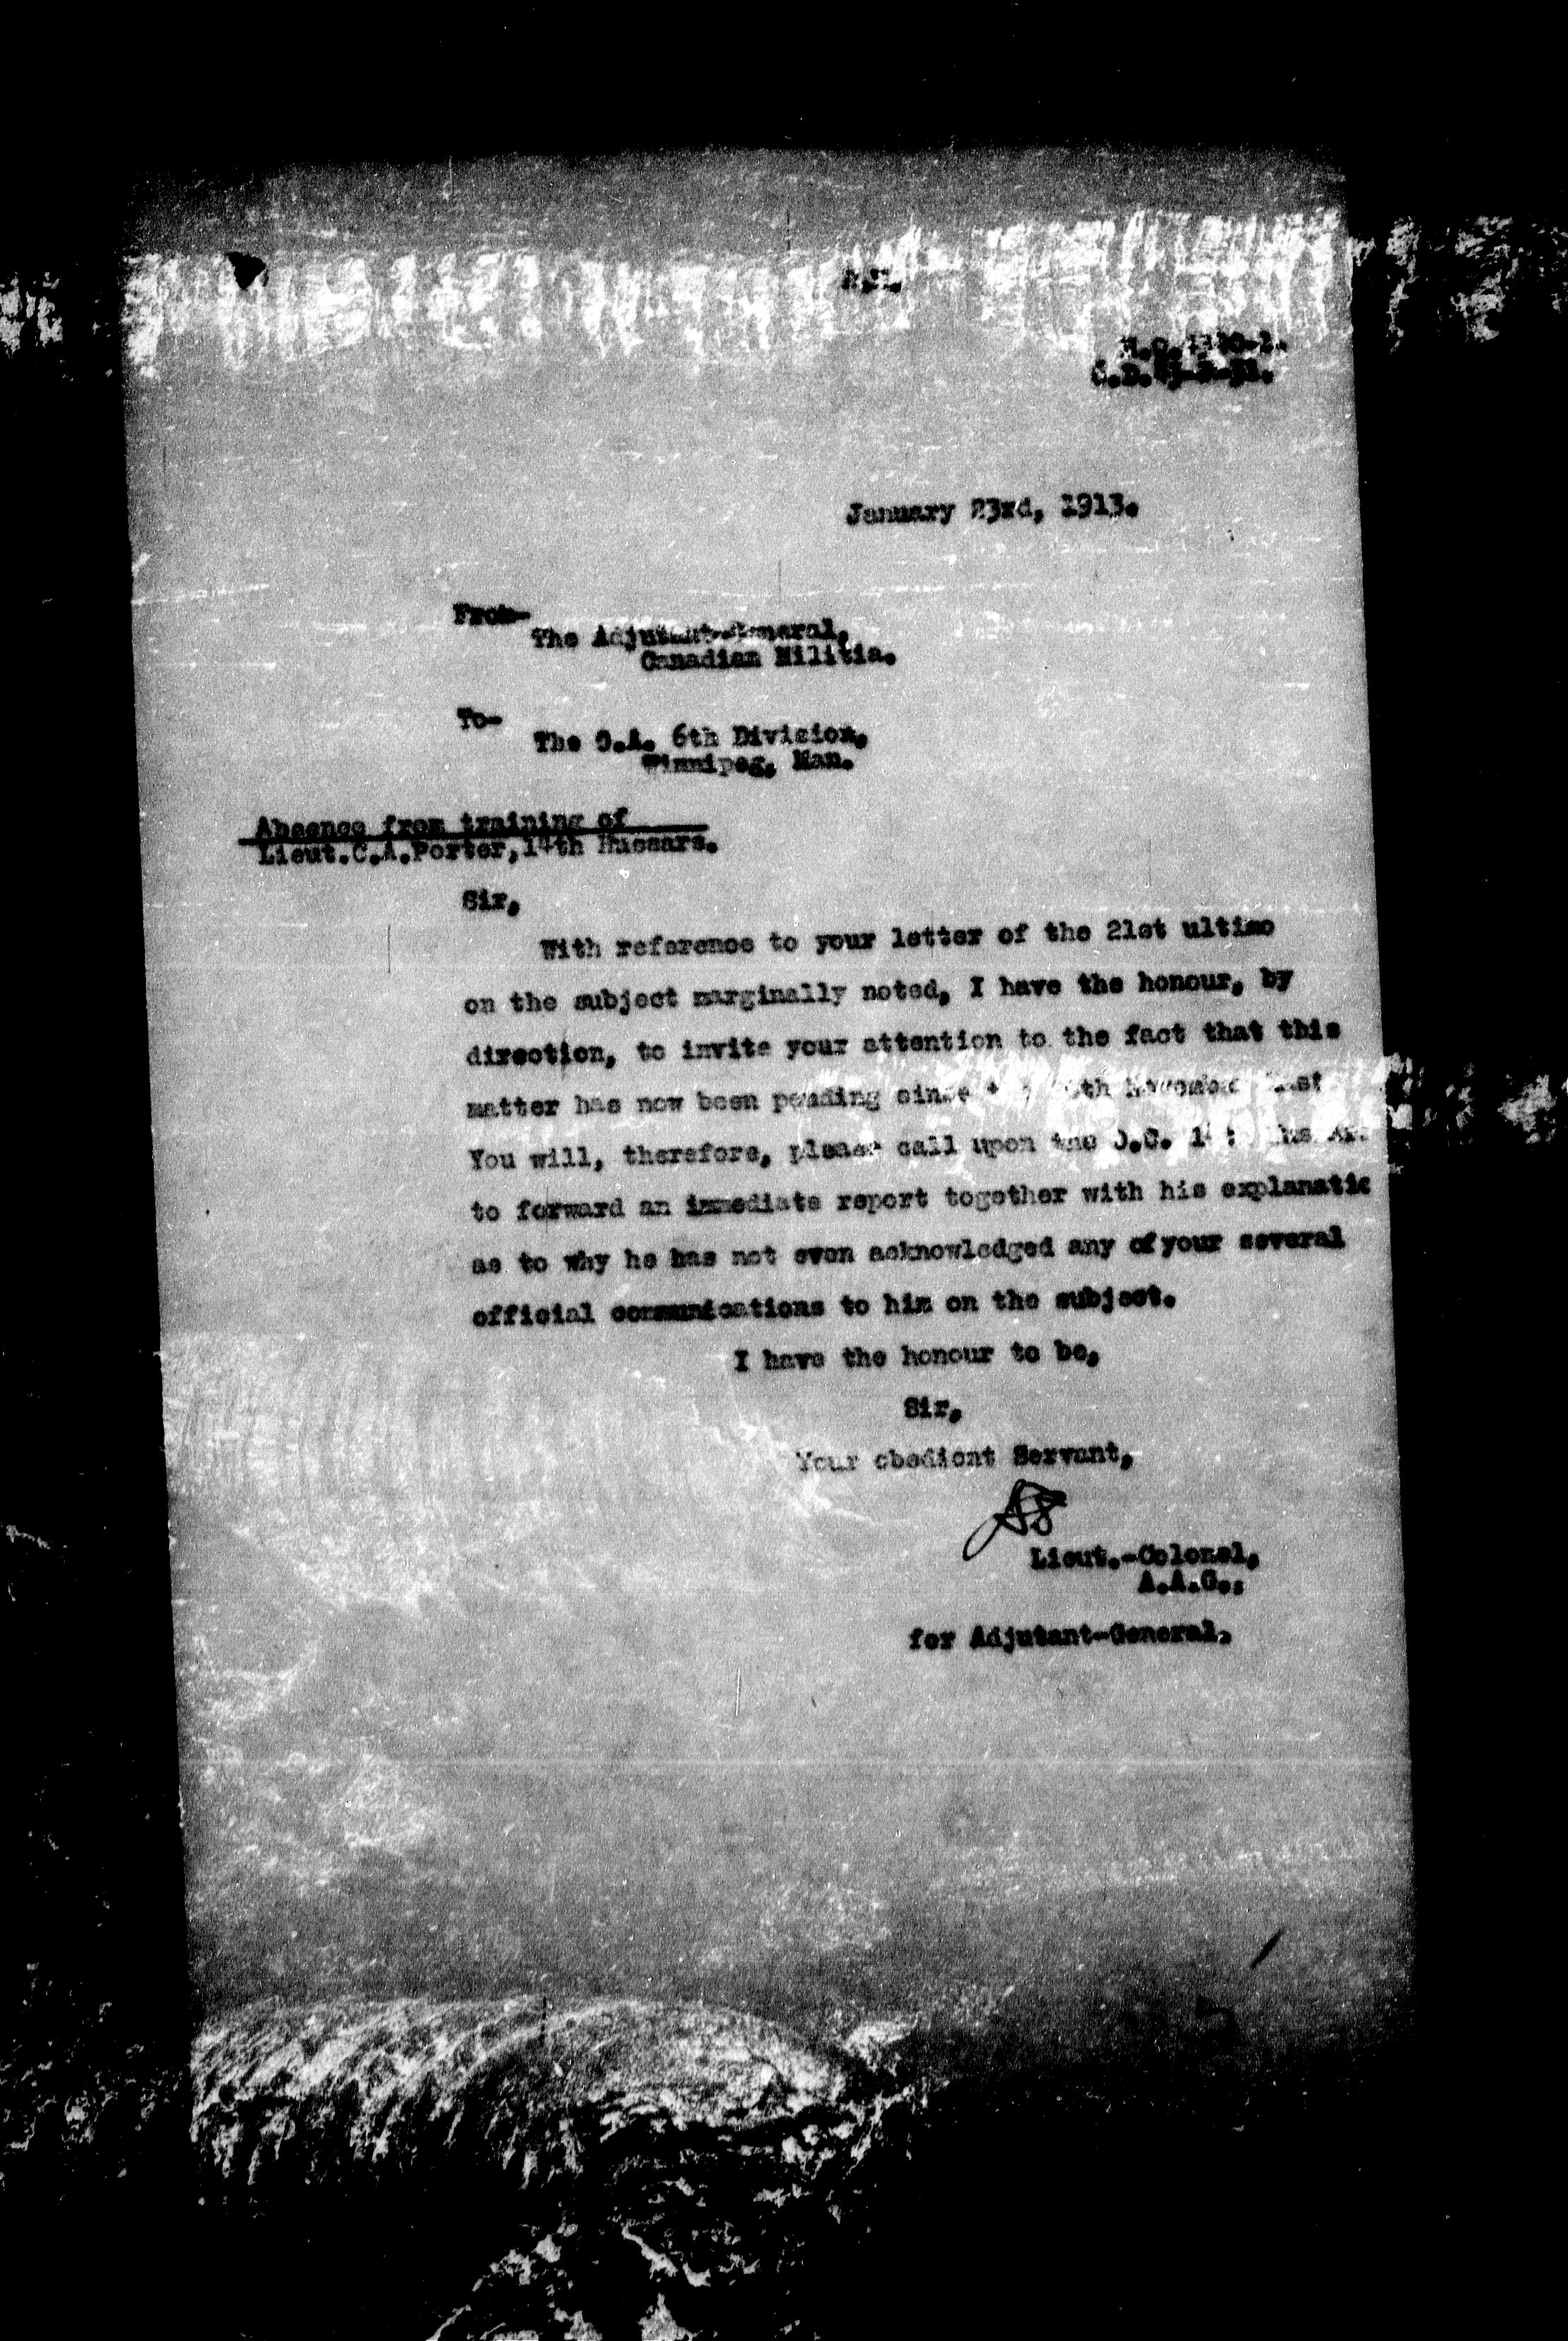 January 23rd, 1913.
From-
The Adjutant-General,
Canadian Militia.
To-
The O.A. 6th Division,
Winnipeg, Man.
Absence from training of
Lieut.C.A.Porter,14th Hussars.
Sir,
With reference to your letter of the 21st ultimo
on the subject marginally noted, I have the honour, by
direction, to invite your attention to the fact that this
matter has now been pending since November
You will, therefore, please call upon the O.C. 14th
to forward an immediate report together with his explanatio
as to why he has not even acknowledged any of your several
official communications to him on the subject.
I have the honour to be,
Sir,
Your obedient Servant,
Lieut.-Colonel,
A.A.G.,
for Adjutant-General.